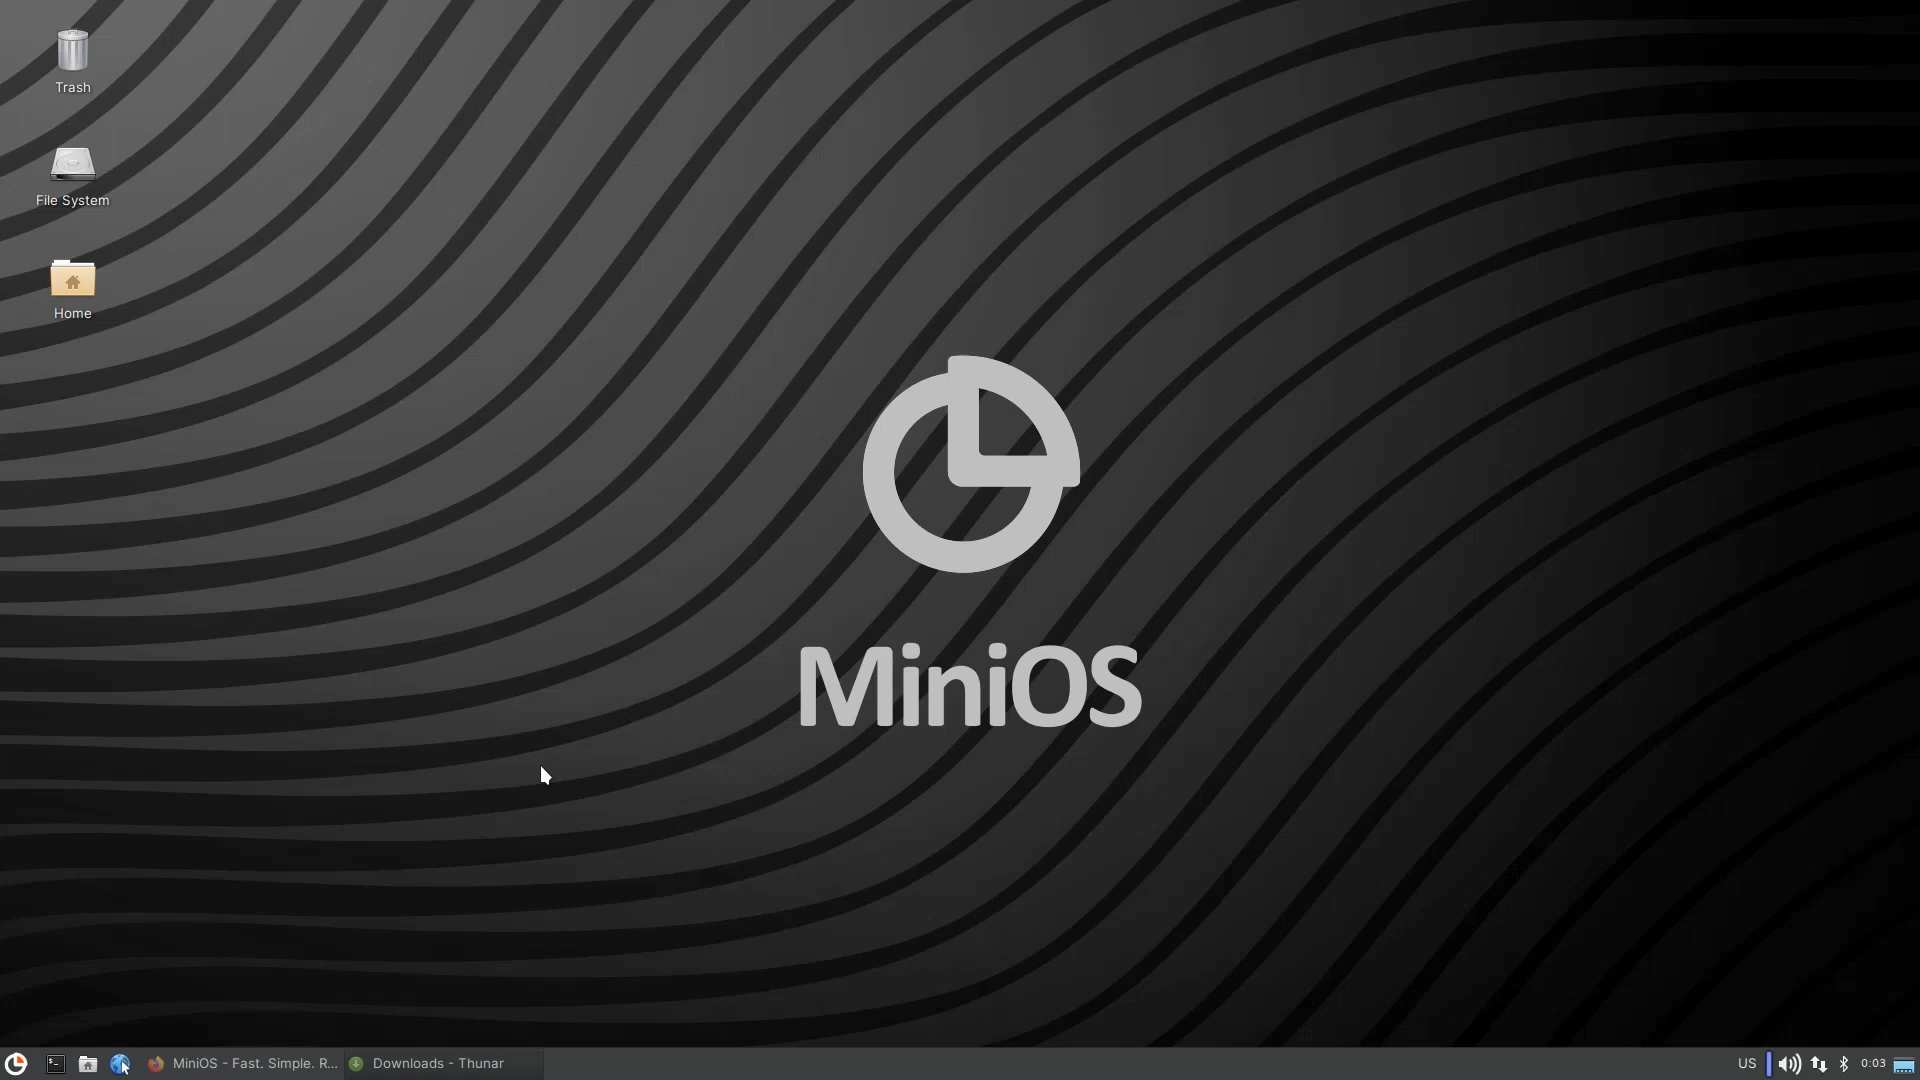 Trash
File System
Home
MiniOS
MiniOS - Fast. Simple. R...
Downloads - Thunar
US
0:03